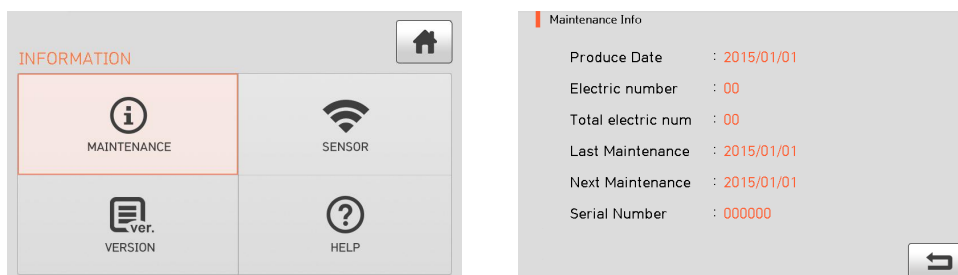 INFORMATION
MAINTENANCE
SENSOR
ver.
VERSION
HELP
Maintenance Info
Produce Date : 2015/01/01
Electric number : 00
Total electric num : 00
Last Maintenance : 2015/01/01
Next Maintenance : 2015/01/01
Serial Number : 000000